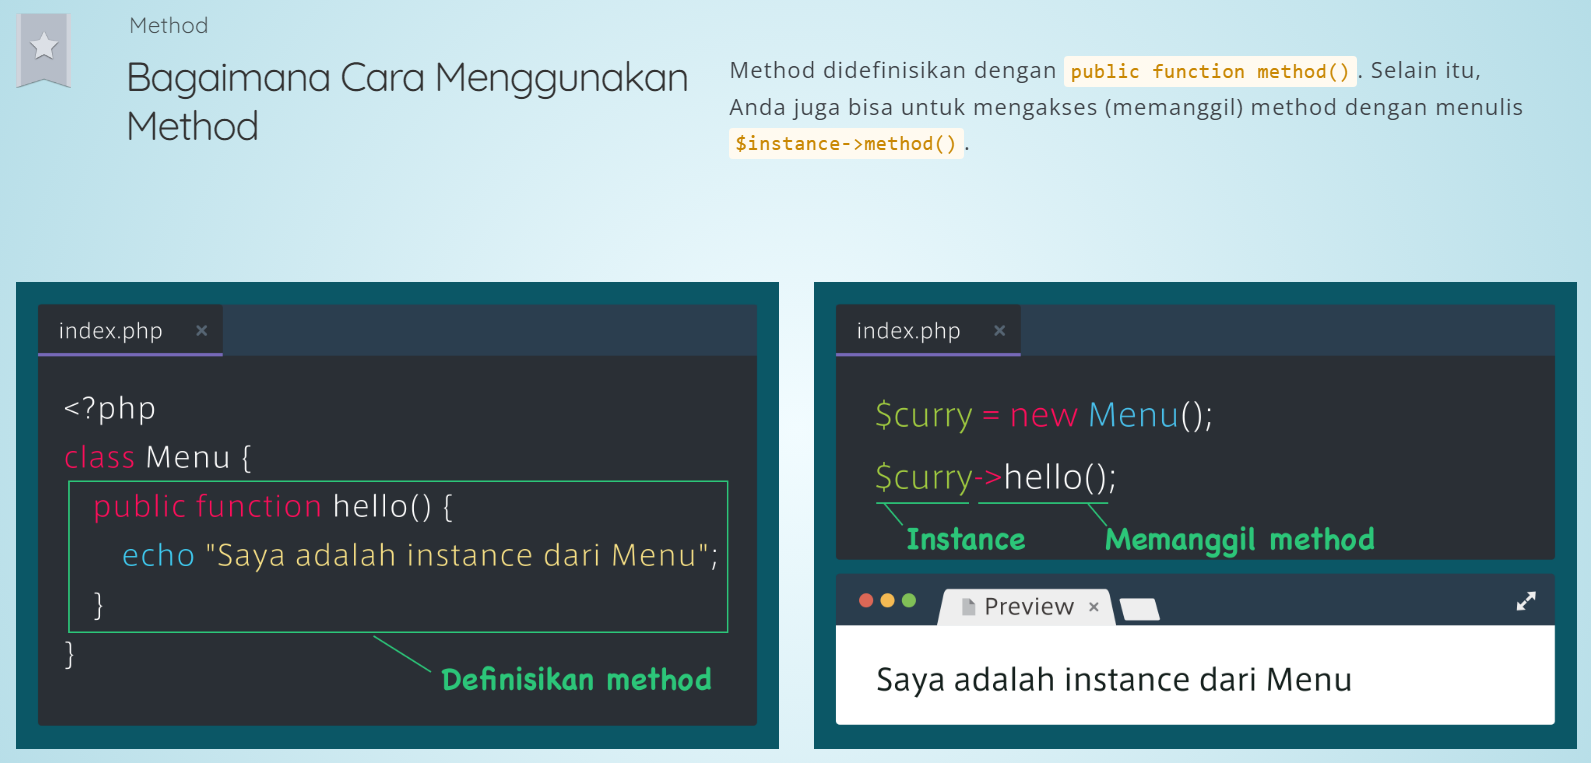 Method
Bagaimana Cara Menggunakan
Method
Method didefinisikan dengan public function method(). Selain itu,
Anda juga bisa untuk mengakses (memanggil) method dengan menulis
$instance->method().
index.php ×
<?php
class Menu {
public function hello() {
echo "Saya adalah instance dari Menu";
}
}
Definisikan method
index.php ×
$curry = new Menu();
$curry->hello();
Instance Memanggil method
Preview ×
Saya adalah instance dari Menu